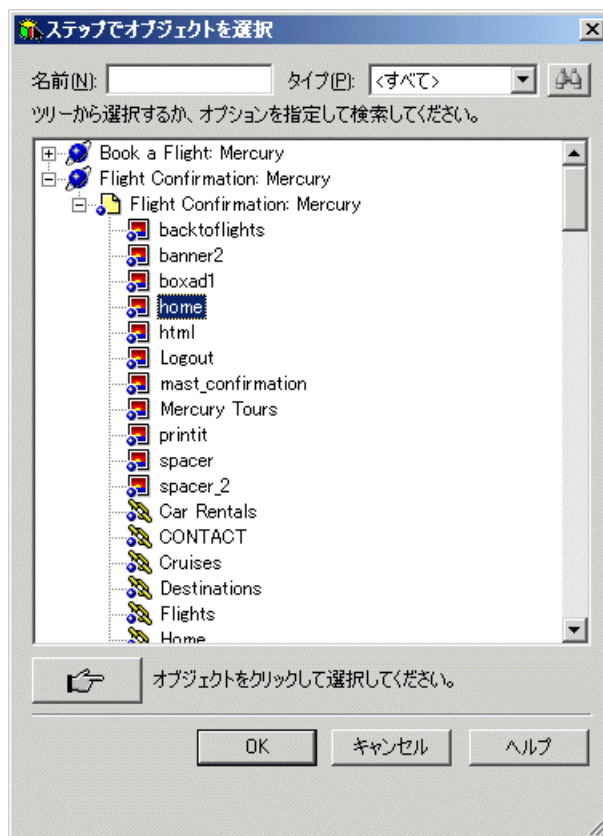 ステップでオブジェクトを選択
名前(N): タイプ(P): <すべて>
ツリーから選択するか、オプションを指定して検索してください。
Book a Flight: Mercury
Flight Confirmation: Mercury
Flight Confirmation: Mercury
backtoflights
banner2
boxad1
home
html
Logout
mast_confirmation
Mercury Tours
printit
spacer
spacer_2
Car Rentals
CONTACT
Cruises
Destinations
Flights
Home
オブジェクトをクリックして選択してください。
OK キャンセル ヘルプ